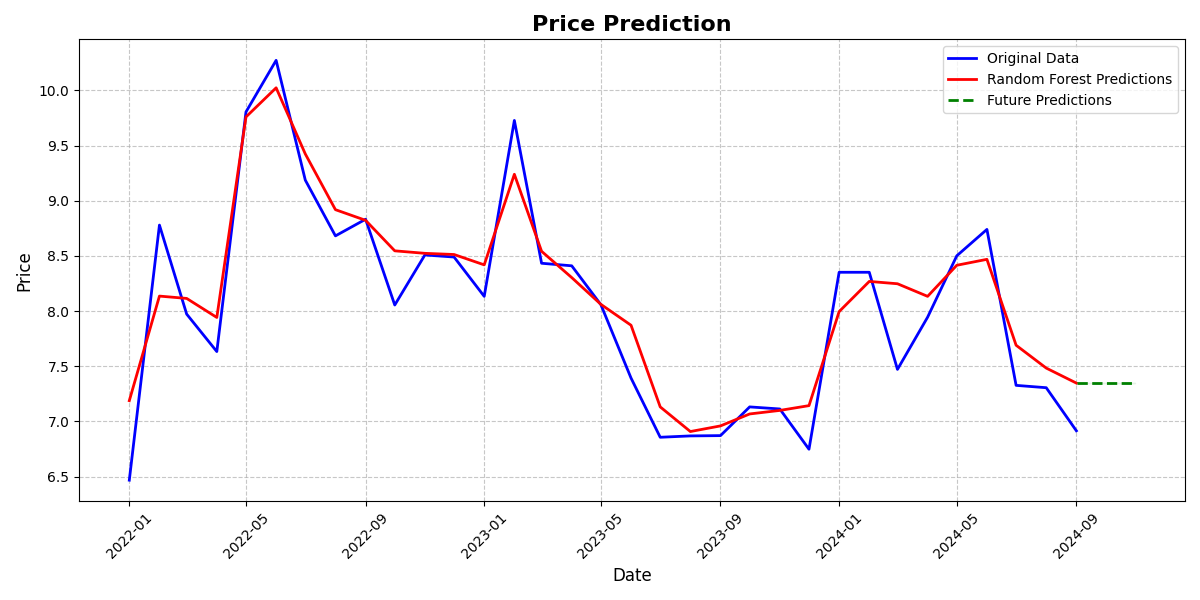 Price Prediction
Original Data
Random Forest Predictions
Future Predictions
Price
10.0
9.5
9.0
8.5
8.0
7.5
7.0
6.5
2022-01
2022-05
2022-09
2023-01
2023-05
2023-09
2024-01
2024-05
2024-09
Date